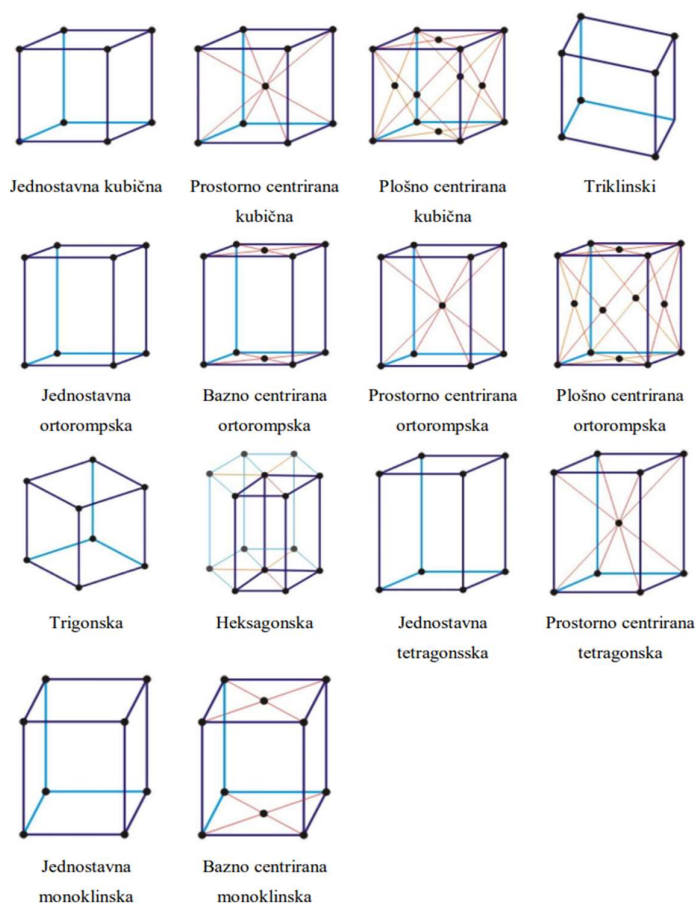 Jednostavna kubična
Prostorno centrirana
kubična
Plošno centrirana
kubična
Triklinski
Jednostavna
ortorompska
Bazno centrirana
ortorompska
Prostorno centrirana
ortorompska
Plošno centrirana
ortorompska
Trigonska
Heksagonska
Jednostavna
tetragonsska
Prostorno centrirana
tetragonska
Jednostavna
monoklinska
Bazno centrirana
monoklinska